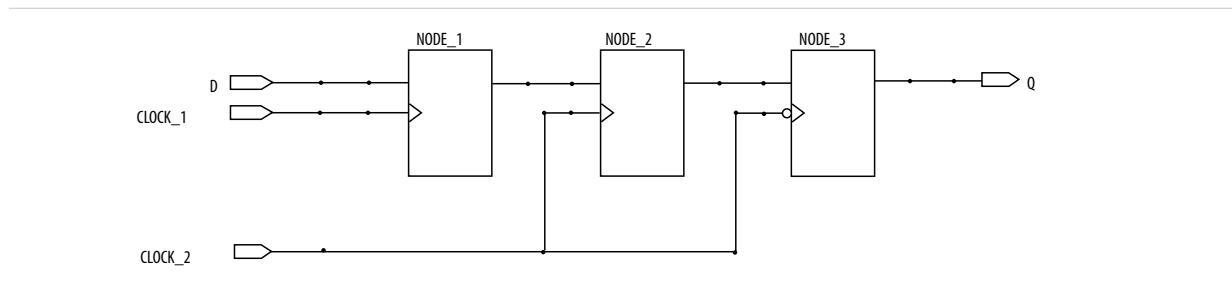 NODE_1
NODE_2
NODE_3
D
Q
CLOCK_1
CLOCK_2